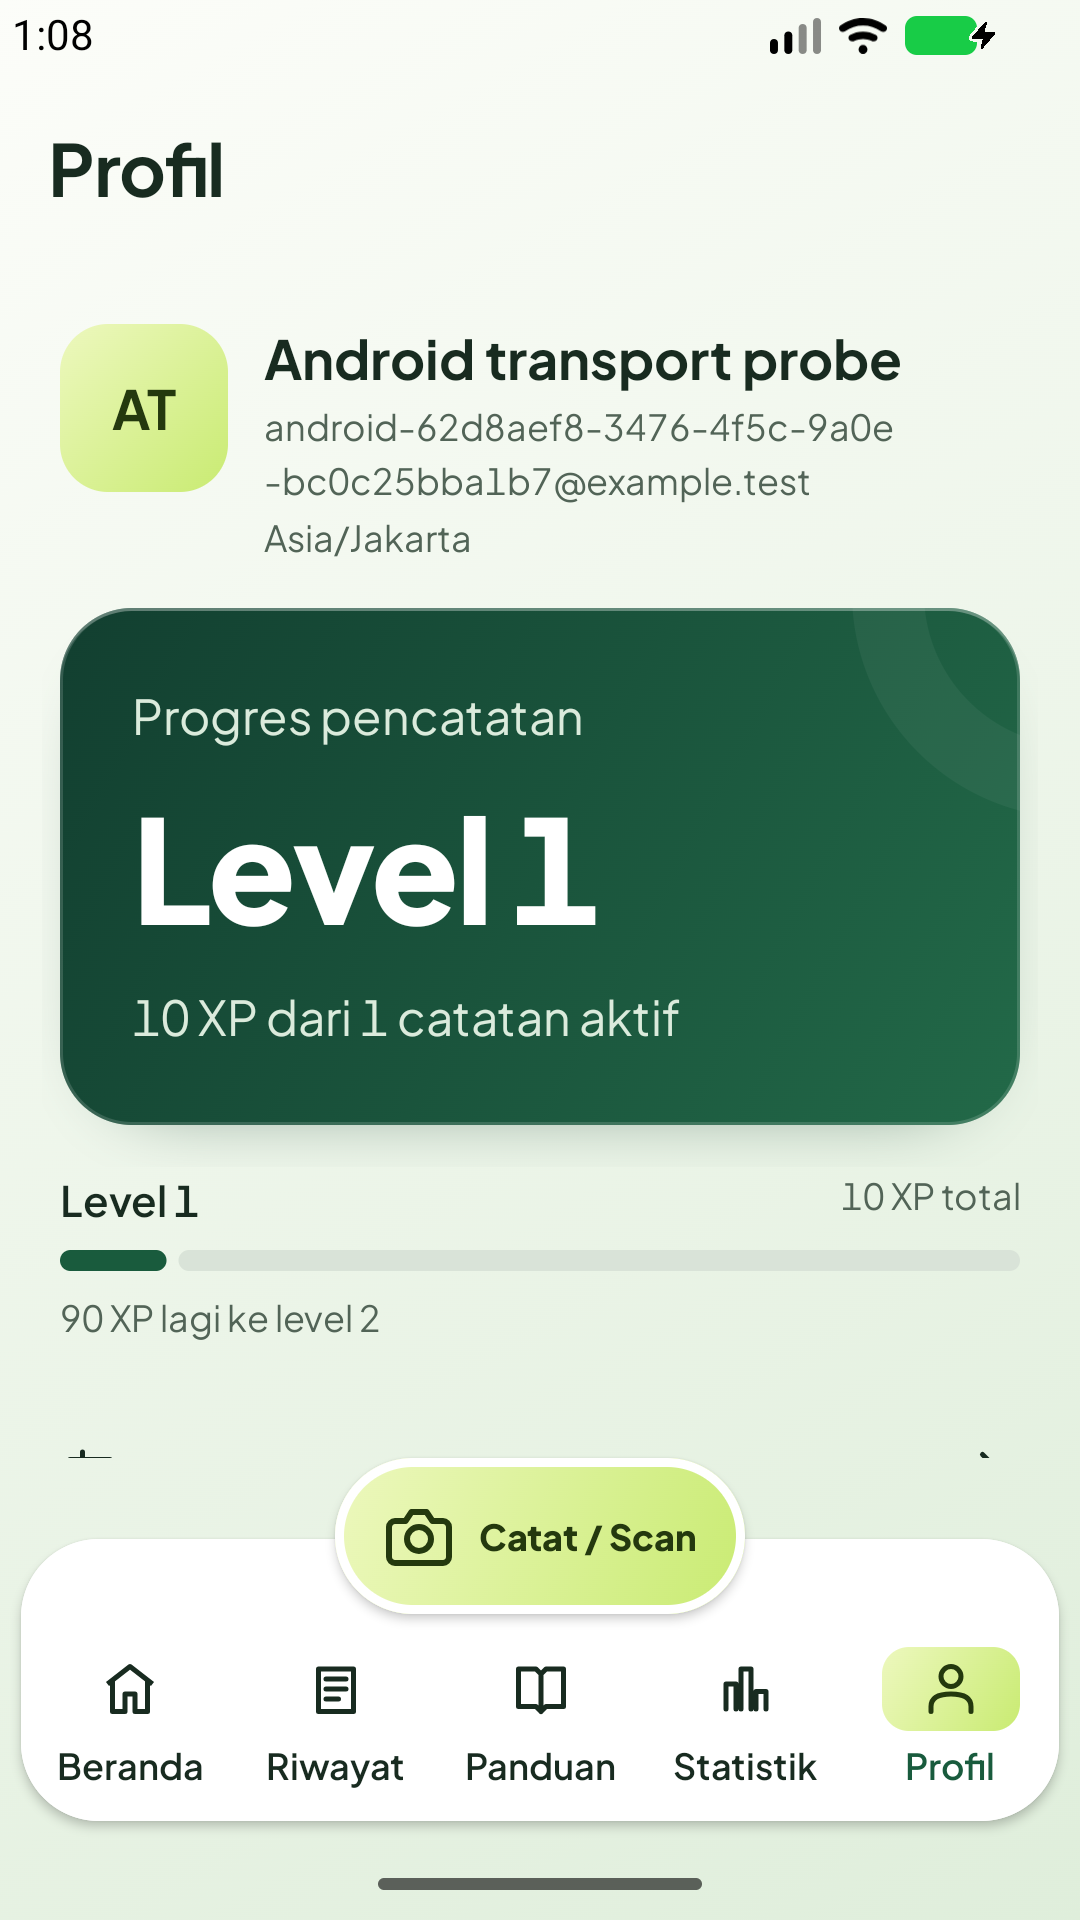 1:08
Profil
AT
Android transport probe
android-62d8aef8-3476-4f5c-9a0e
-bc0c25bba1b7@example.test
Asia/Jakarta
Progres pencatatan
Level 1
10 XP dari 1 catatan aktif
Level 1
10 XP total
90 XP lagi ke level 2
Catat / Scan
Beranda
Riwayat
Panduan
Statistik
Profil